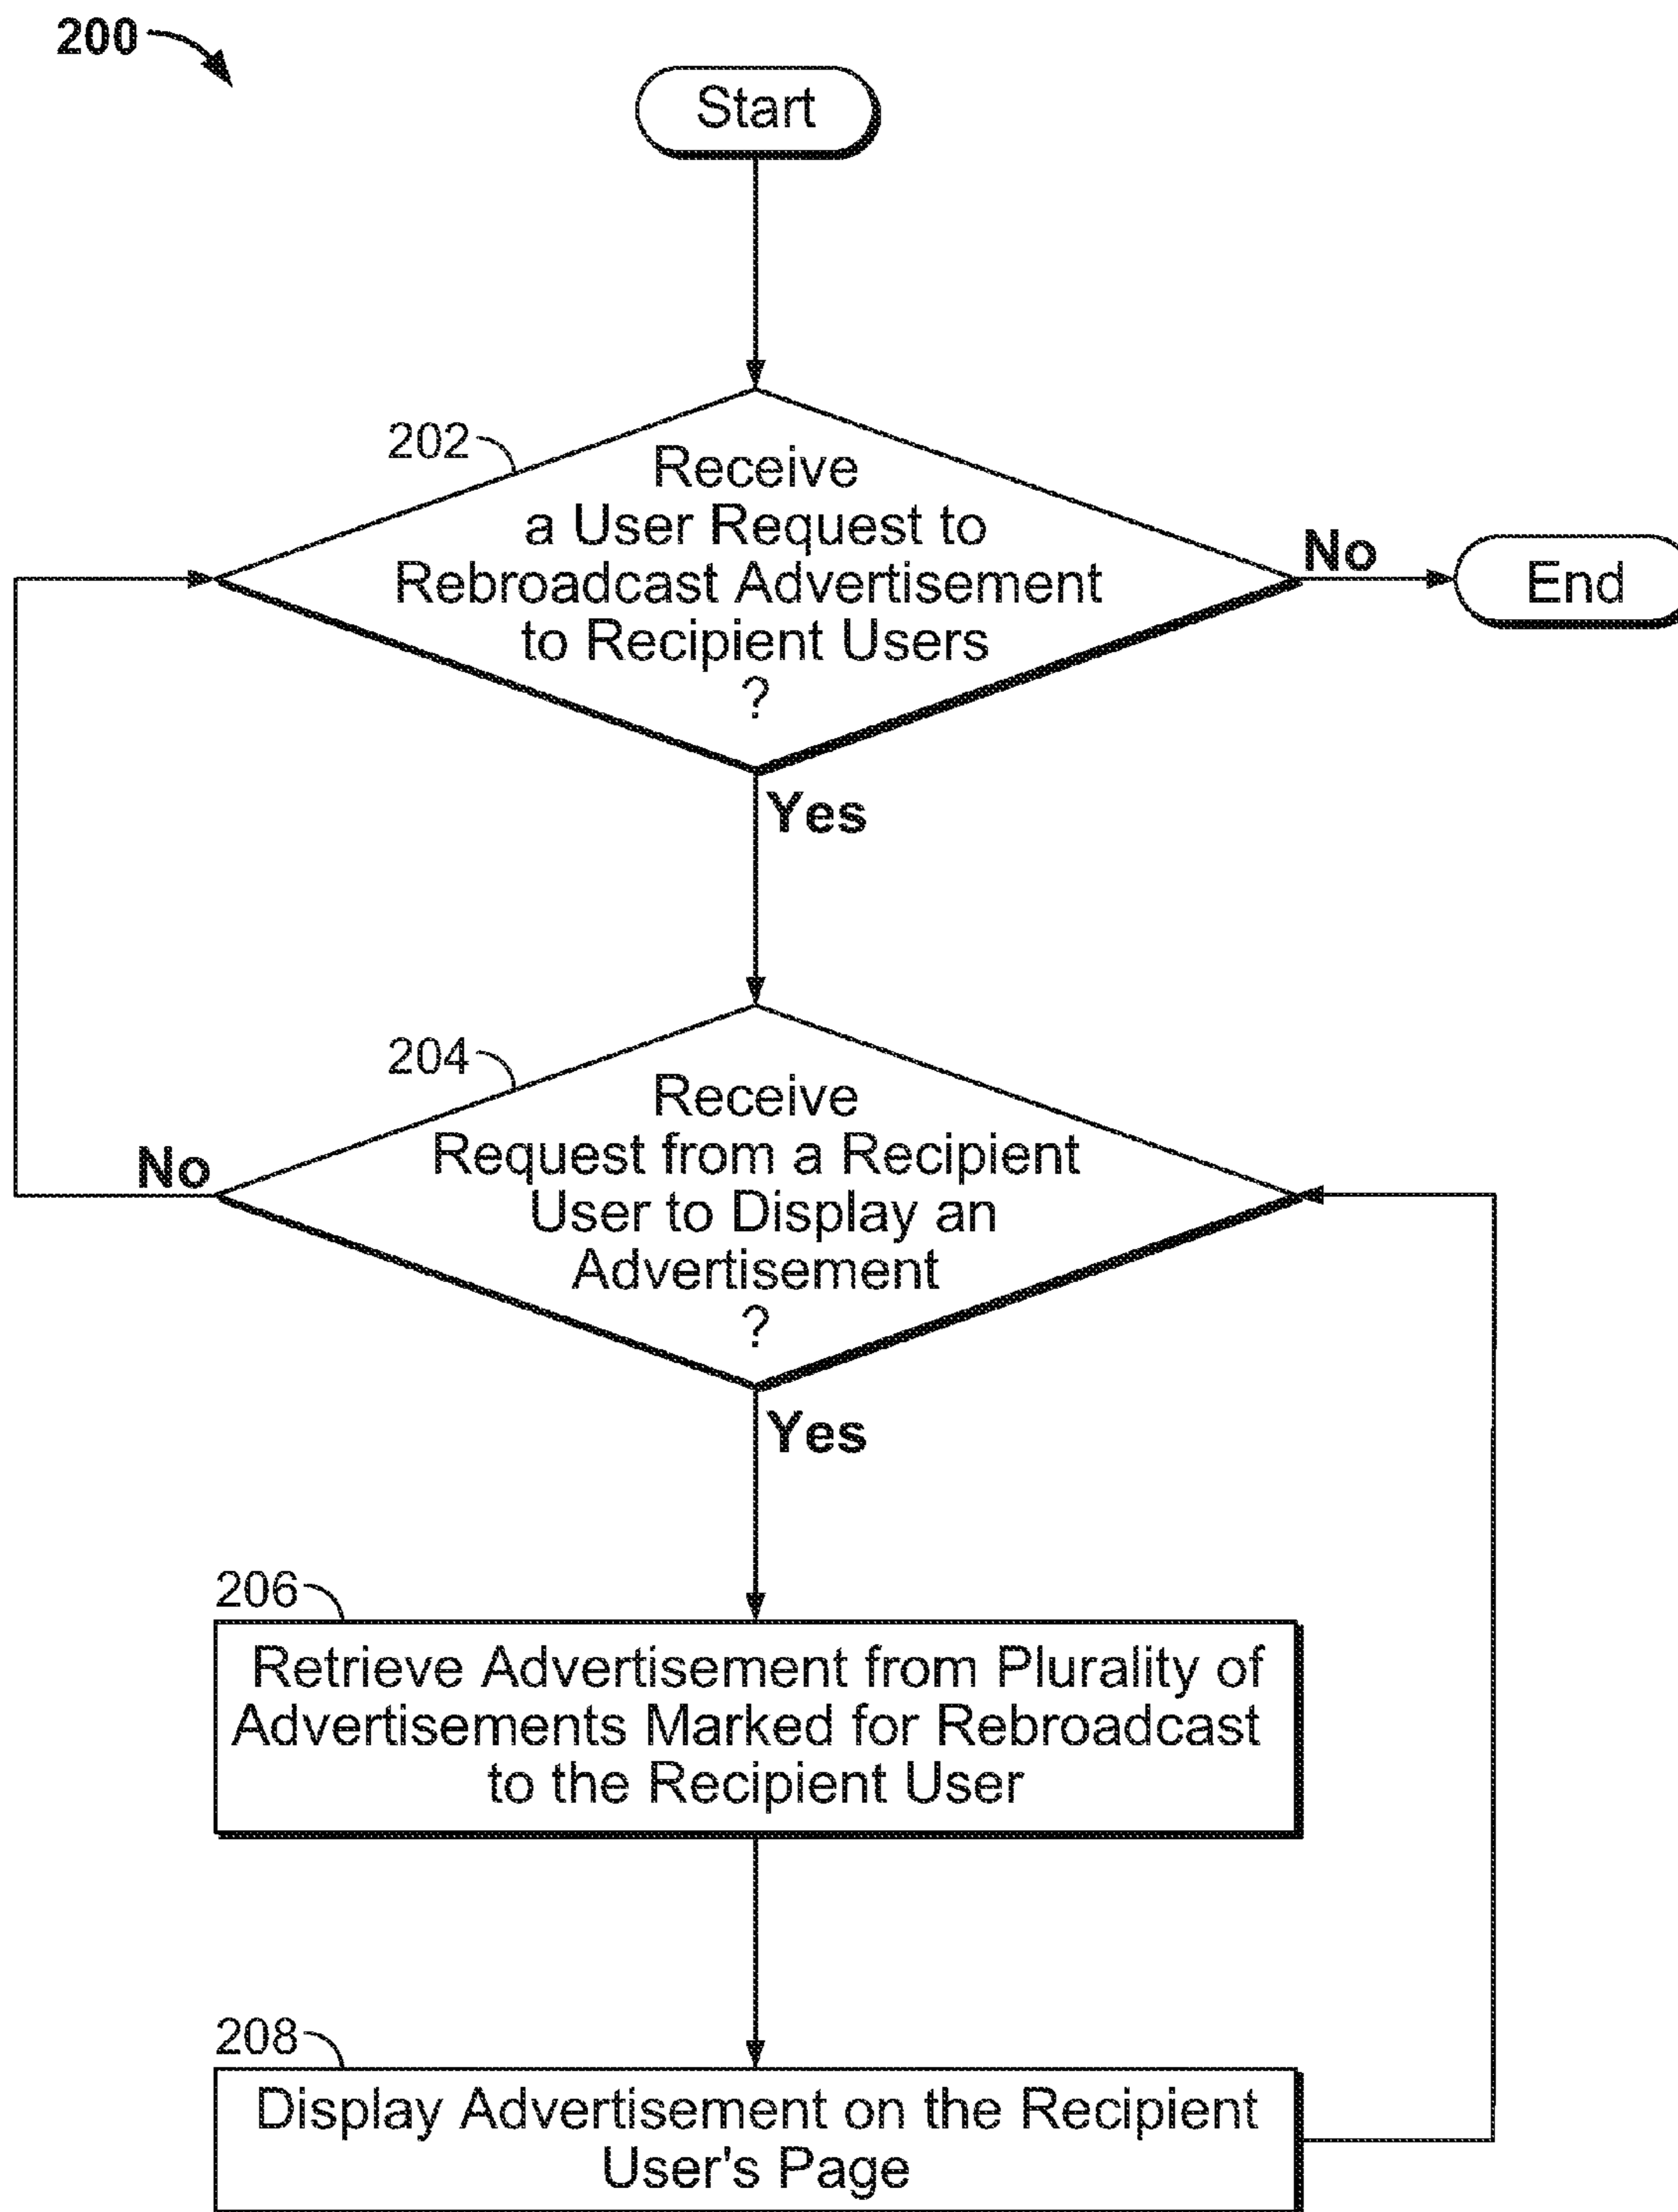 200
Start
202
Receive
a User Request to
Rebroadcast Advertisement
to Recipient Users
?
No
End
Yes
204
Receive
Request from a Recipient
User to Display an
Advertisement
?
No
Yes
206
Retrieve Advertisement from Plurality of
Advertisements Marked for Rebroadcast
to the Recipient User
208
Display Advertisement on the Recipient
User's Page